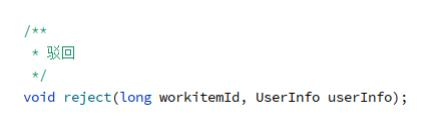 /**
* 驳回
*/
void reject(long workitemId, UserInfo userInfo);